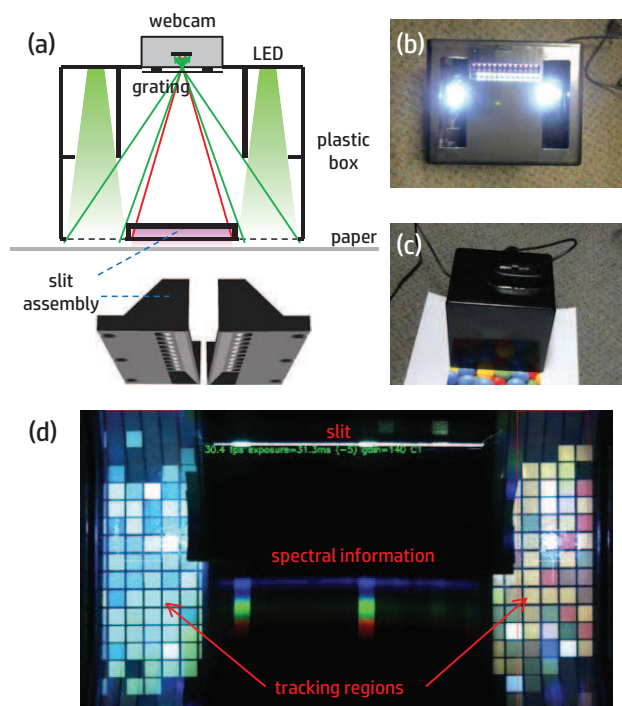 (a)
webcam
LED
grating
plastic
box
paper
slit
assembly
(b)
(c)
(d)
slit
30.4 fps exposure=31.3ms (-5) gain=140 C1
spectral information
tracking regions